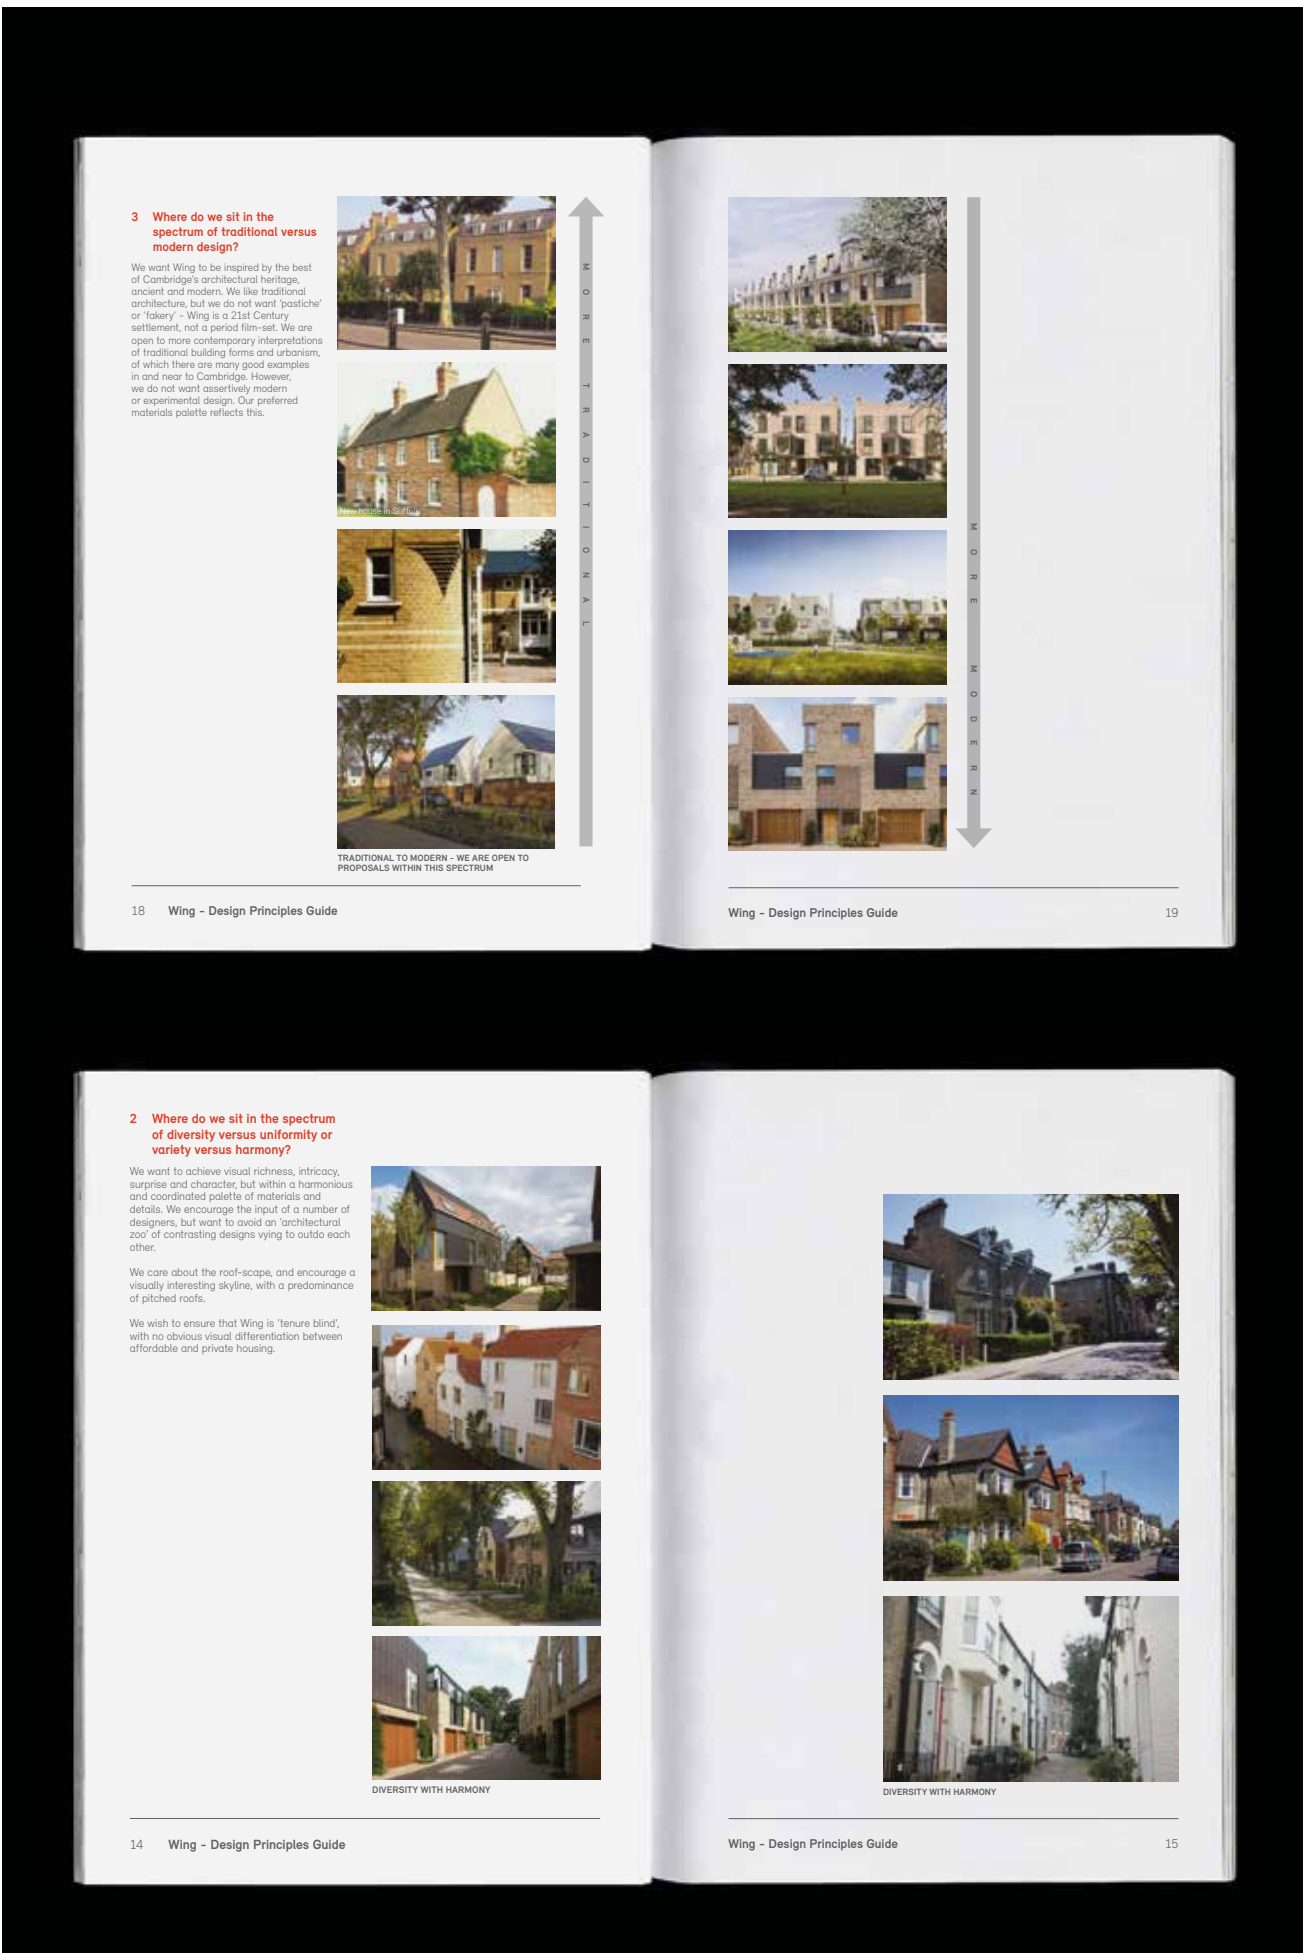 3 Where do we sit in the
spectrum of traditional versus
modern design?
We want Wing to be inspired by the best
of Cambridge's architectural heritage,
ancient and modern. We like traditional
architecture, but we do not want 'pastiche'
or 'fakery' - Wing is a 21st Century
settlement, not a period film-set. We are
open to more contemporary interpretations
of traditional building forms and urbanism,
of which there are many good examples
in and near to Cambridge. However,
we do not want assertively modern
or experimental design. Our preferred
materials palette reflects this.
New house in Suffolk
MORE TRADITIONAL
TRADITIONAL TO MODERN - WE ARE OPEN TO
PROPOSALS WITHIN THIS SPECTRUM
18 Wing - Design Principles Guide
MORE MODERN
Wing - Design Principles Guide 19
2 Where do we sit in the spectrum
of diversity versus uniformity or
variety versus harmony?
We want to achieve visual richness, intricacy,
surprise and character, but within a harmonious
and coordinated palette of materials and
details. We encourage the input of a number of
designers, but want to avoid an 'architectural
zoo' of contrasting designs vying to outdo each
other.
We care about the roof-scape, and encourage a
visually interesting skyline, with a predominance
of pitched roofs.
We wish to ensure that Wing is 'tenure blind',
with no obvious visual differentiation between
affordable and private housing.
DIVERSITY WITH HARMONY
14 Wing - Design Principles Guide
DIVERSITY WITH HARMONY
Wing - Design Principles Guide 15